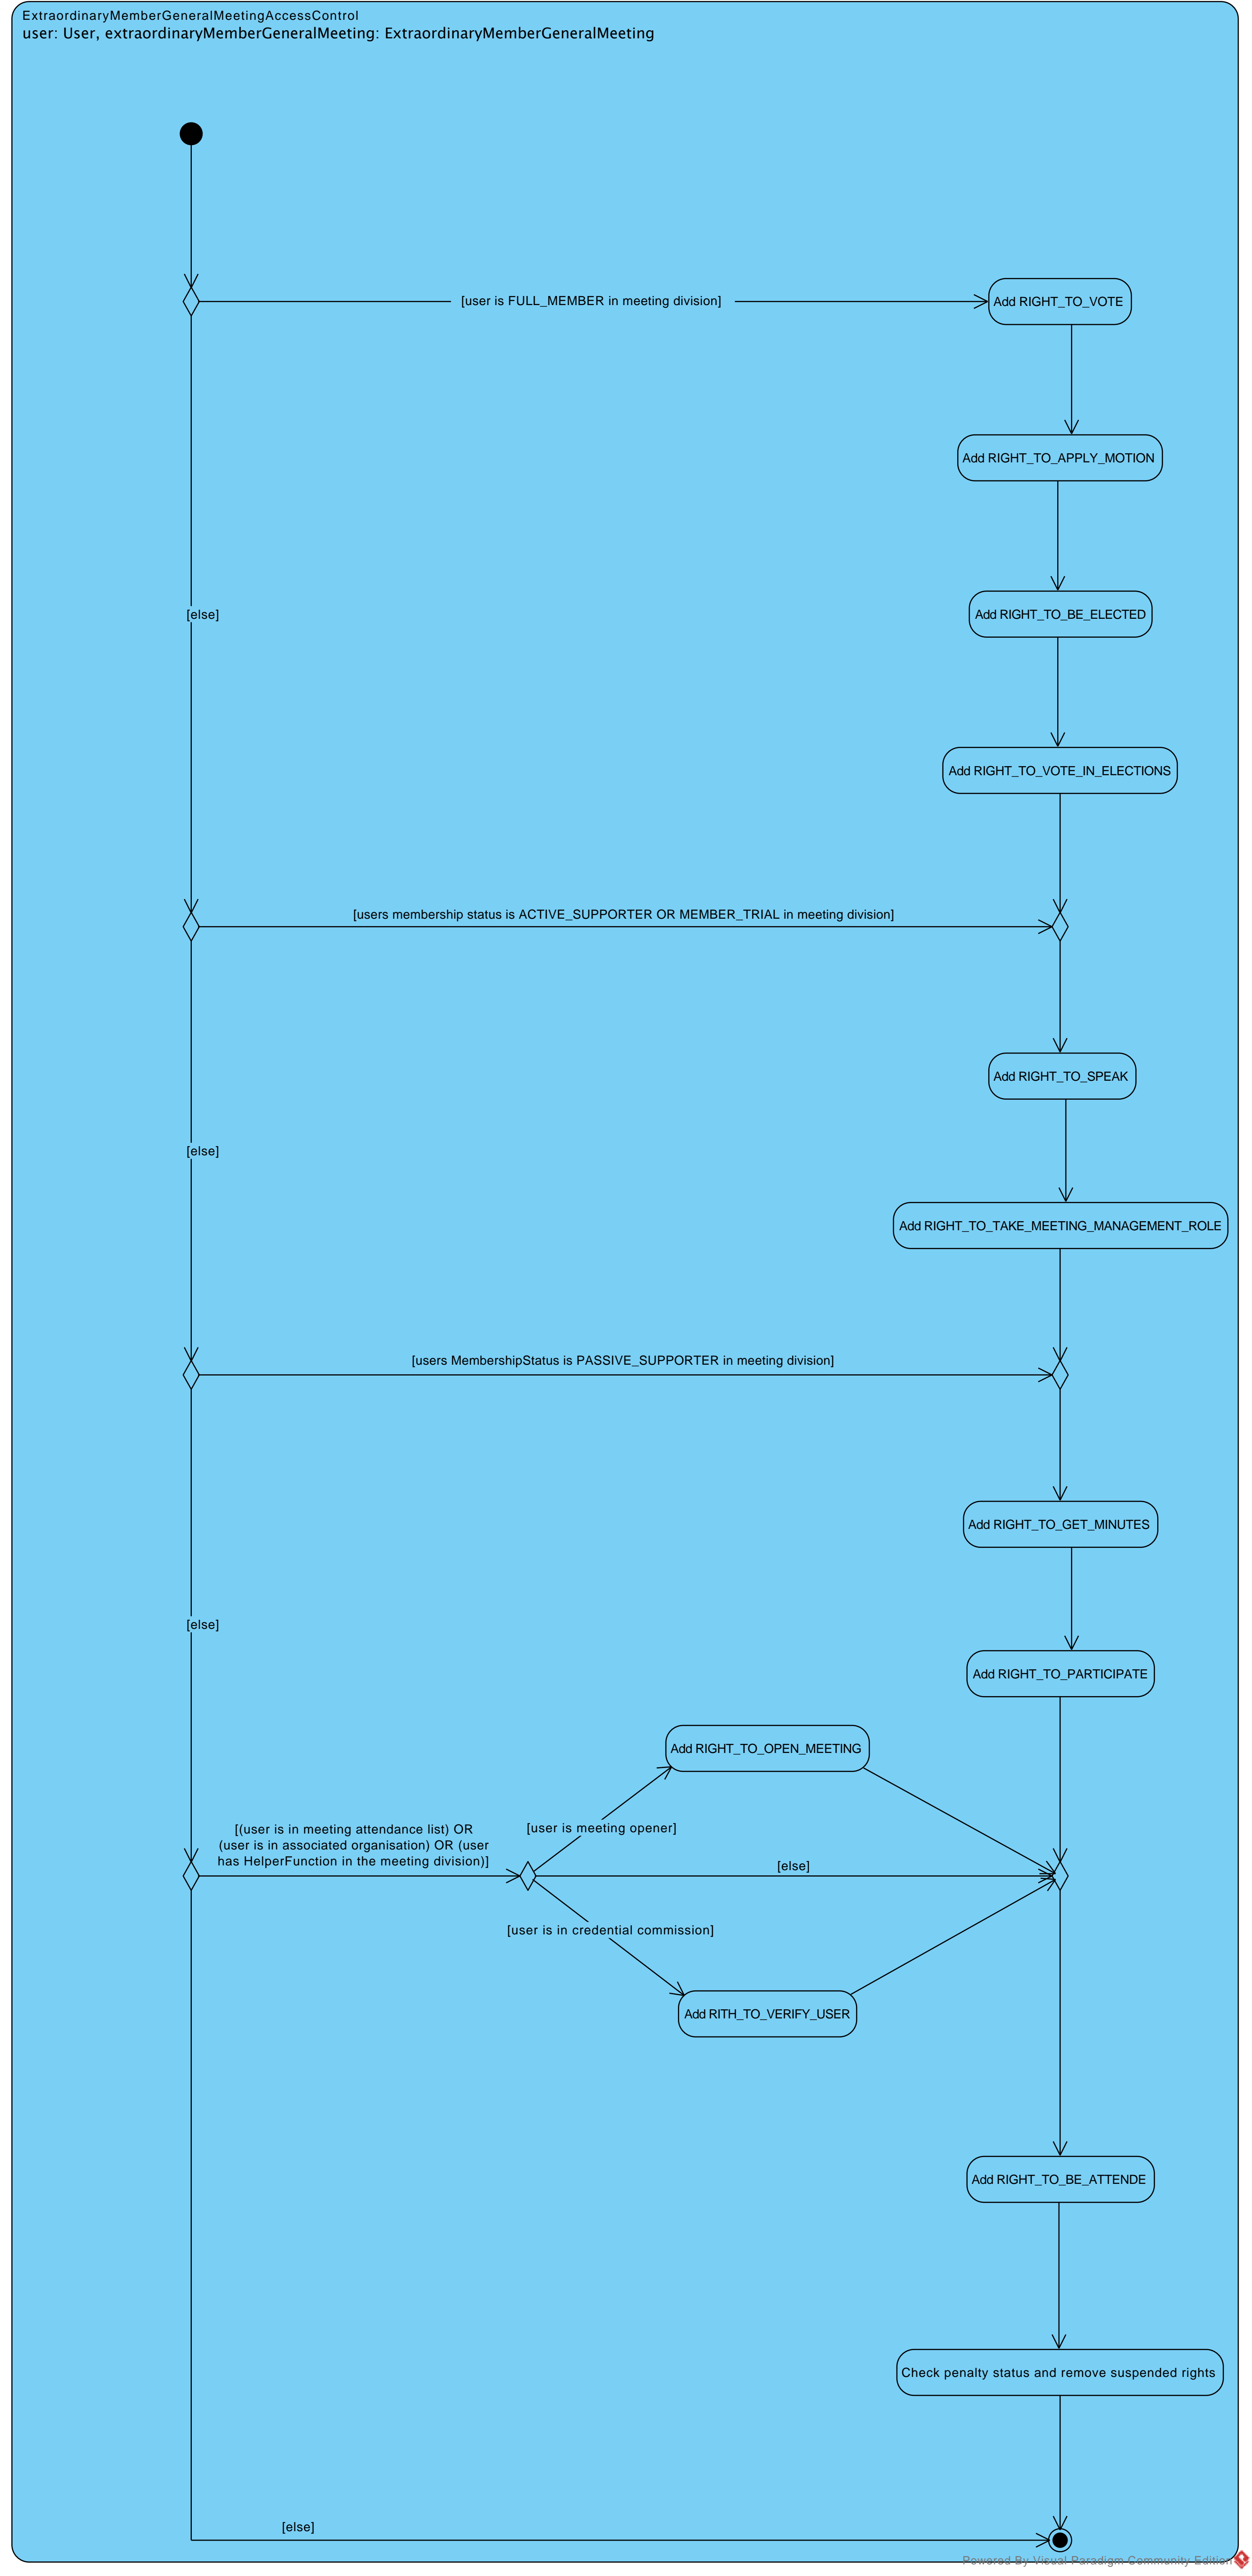 ExtraordinaryMemberGeneralMeetingAccessControl
user: User, extraordinaryMemberGeneralMeeting: ExtraordinaryMemberGeneralMeeting
[user is FULL_MEMBER in meeting division]
Add RIGHT_TO_VOTE
Add RIGHT_TO_APPLY_MOTION
[else]
Add RIGHT_TO_BE_ELECTED
Add RIGHT_TO_VOTE_IN_ELECTIONS
[users membership status is ACTIVE_SUPPORTER OR MEMBER_TRIAL in meeting division]
Add RIGHT_TO_SPEAK
[else]
Add RIGHT_TO_TAKE_MEETING_MANAGEMENT_ROLE
[users MembershipStatus is PASSIVE_SUPPORTER in meeting division]
Add RIGHT_TO_GET_MINUTES
[else]
Add RIGHT_TO_PARTICIPATE
Add RIGHT_TO_OPEN_MEETING
[user is meeting opener]
[(user is in meeting attendance list) OR
(user is in associated organisation) OR (user
has HelperFunction in the meeting division)]
[else]
[user is in credential commission]
Add RITH_TO_VERIFY_USER
Add RIGHT_TO_BE_ATTENDE
Check penalty status and remove suspended rights
[else]
Powered By Visual Paradigm Community Edition